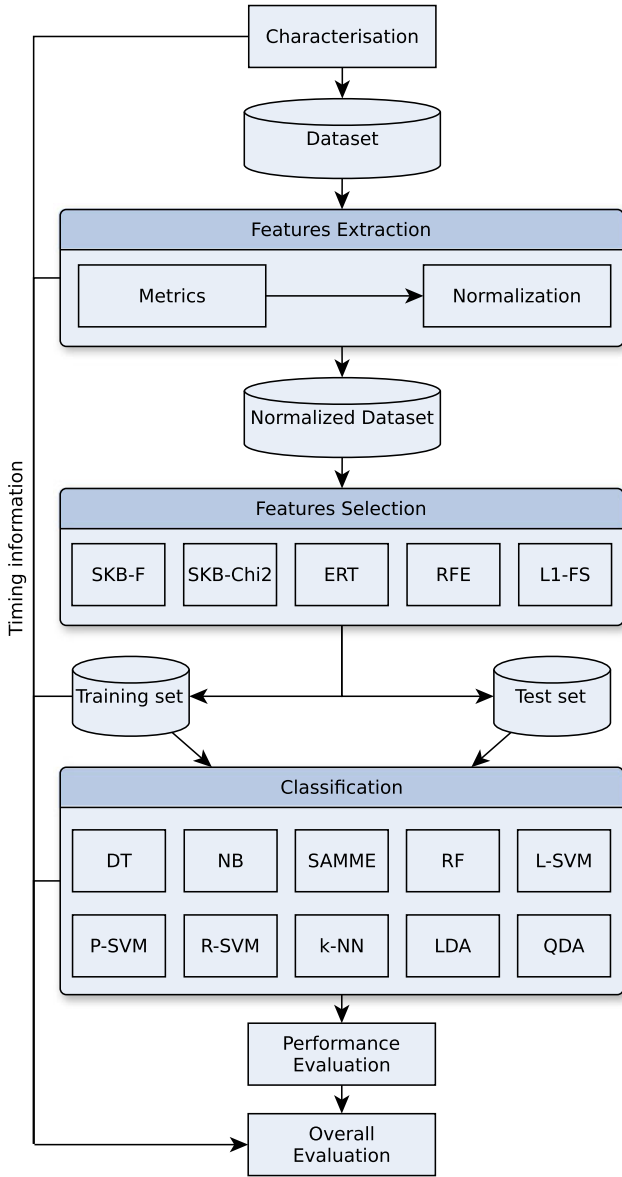 Characterisation
Dataset
Features Extraction
Metrics
Normalization
Normalized Dataset
Timing information
Features Selection
SKB-F
SKB-Chi2
ERT
RFE
L1-FS
Training set
Test set
Classification
DT
NB
SAMME
RF
L-SVM
P-SVM
R-SVM
k-NN
LDA
QDA
Performance
Evaluation
Overall
Evaluation